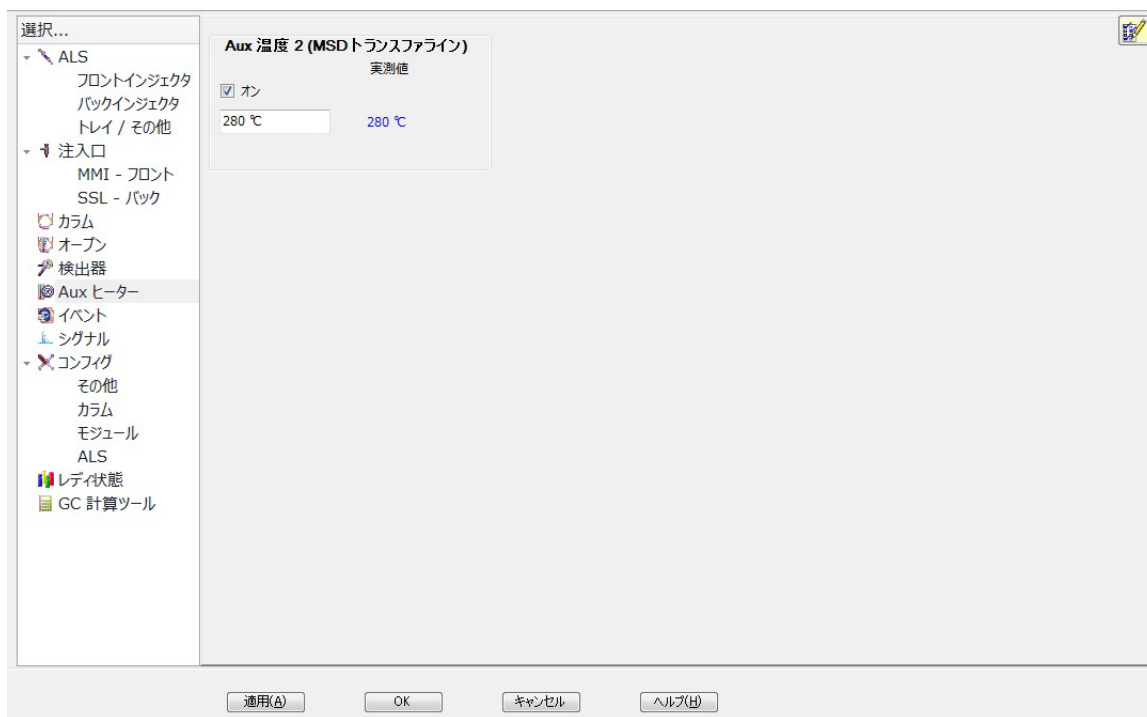 選択...
ALS
フロントインジェクタ
バックインジェクタ
トレイ / その他
注入口
MMI - フロント
SSL - バック
カラム
オーブン
検出器
Aux ヒーター
イベント
シグナル
コンフィグ
その他
カラム
モジュール
ALS
レディ状態
GC 計算ツール
Aux 温度 2 (MSDトランスファライン)
実測値
オン
280 ℃ 280 ℃
適用(A) OK キャンセル ヘルプ(H)